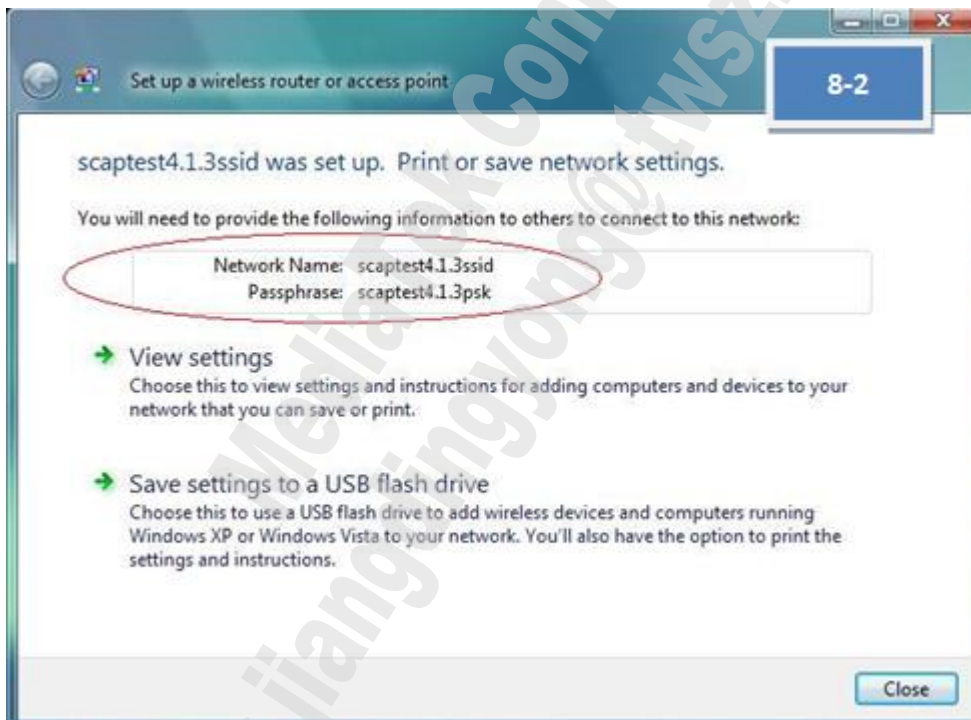 Set up a wireless router or access point
8-2
scaptest4.1.3ssid was set up. Print or save network settings.
You will need to provide the following information to others to connect to this network:
Network Name: scaptest4.1.3ssid
Passphrase: scaptest4.1.3psk
View settings
Choose this to view settings and instructions for adding computers and devices to your
network that you can save or print.
Save settings to a USB flash drive
Choose this to use a USB flash drive to add wireless devices and computers running
Windows XP or Windows Vista to your network. You'll also have the option to print the
settings and instructions.
Close